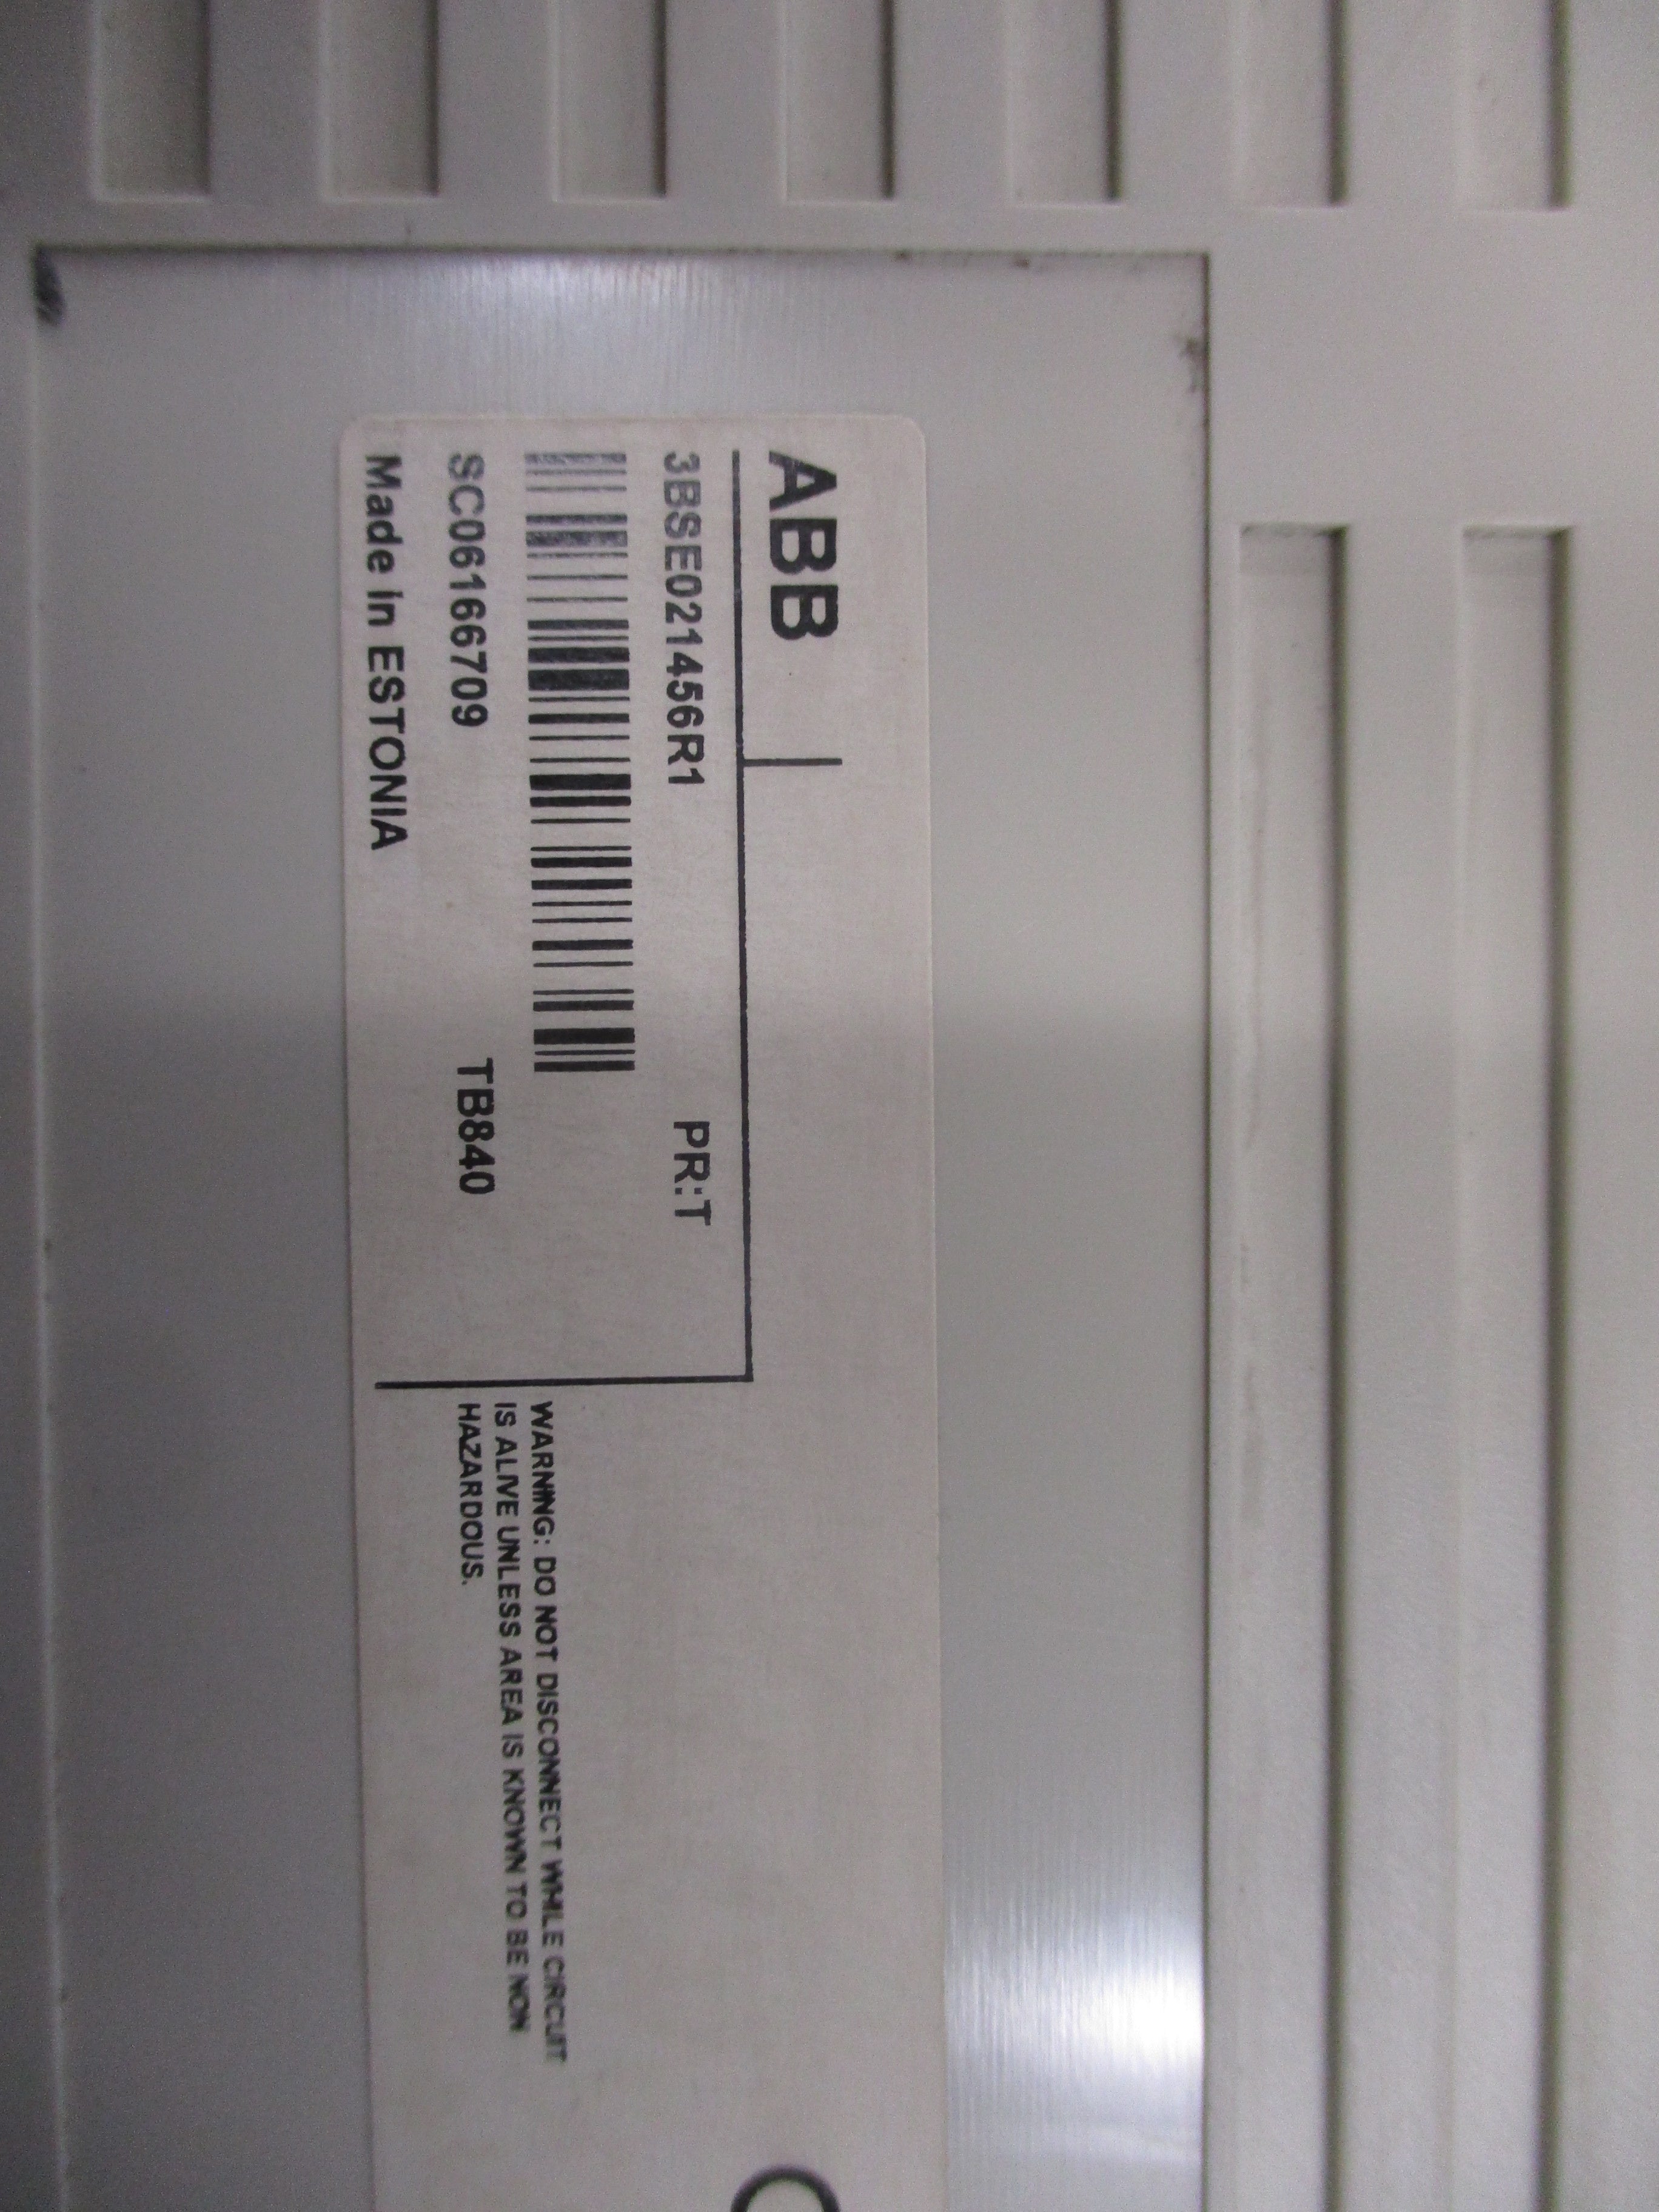 ABB
3BSE021456R1 PR:T
SC06166709 TB840
Made in ESTONIA
WARNING: DO NOT DISCONNECT WHILE CIRCUIT
IS ALIVE UNLESS AREA IS KNOWN TO BE NON
HAZARDOUS.